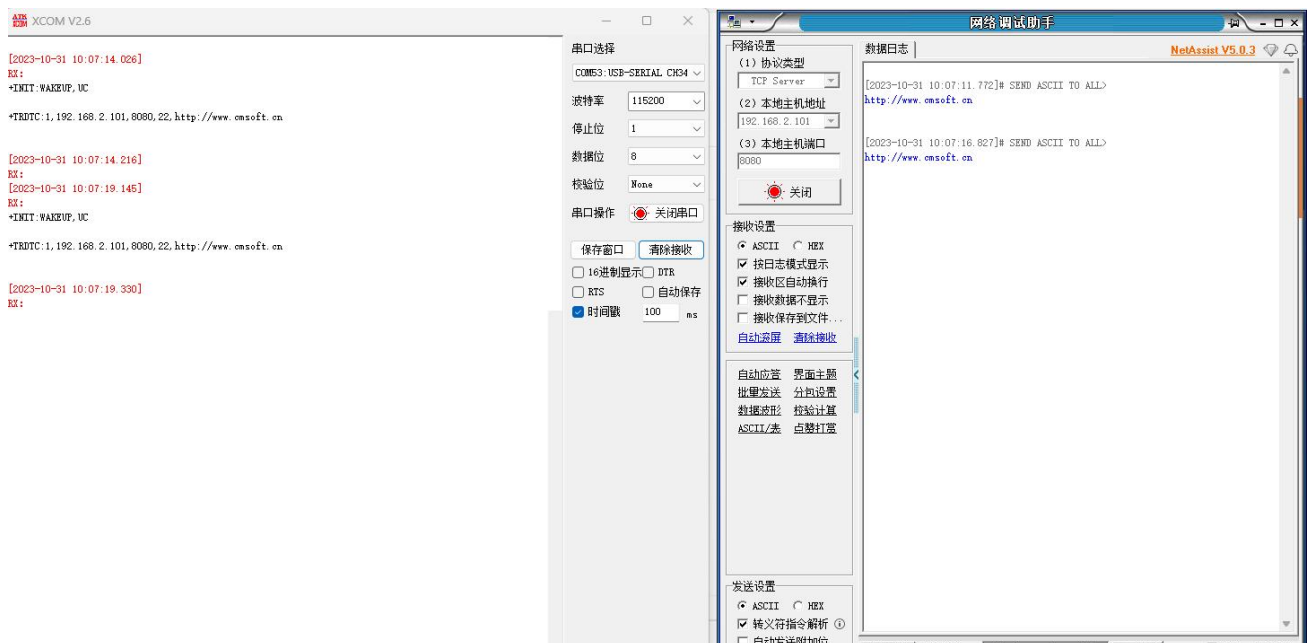 ATK XCOM XCOM V2.6
[2023-10-31 10:07:14.026]
RX:
+INIT:WAKEUP,UC
+TRDTC:1,192.168.2.101,8080,22,http://www.cmsoft.cn
[2023-10-31 10:07:14.216]
RX:
[2023-10-31 10:07:19.145]
RX:
+INIT:WAKEUP,UC
+TRDTC:1,192.168.2.101,8080,22,http://www.cmsoft.cn
[2023-10-31 10:07:19.330]
RX:
串口选择
COM53:USB-SERIAL CH34
波特率 115200
停止位 1
数据位 8
校验位 None
串口操作 关闭串口
保存窗口 清除接收
16进制显示 DTR
RTS 自动保存
时间戳 100 ms
网络调试助手
网络设置
(1) 协议类型
TCP Server
(2) 本地主机地址
192.168.2.101
(3) 本地主机端口
8080
关闭
接收设置
ASCII HEX
按日志模式显示
接收区自动换行
接收数据不显示
接收保存到文件...
自动滚屏 清除接收
自动应答 界面主题
批量发送 分包设置
数据波形 校验计算
ASCII/表 点赞打赏
发送设置
ASCII HEX
转义符指令解析
自动发送附加位
数据日志 NetAssist V5.0.3
[2023-10-31 10:07:11.772]# SEND ASCII TO ALL>
http://www.cmsoft.cn
[2023-10-31 10:07:16.827]# SEND ASCII TO ALL>
http://www.cmsoft.cn